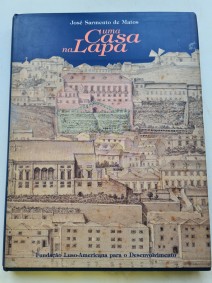 José Sarmento de Matos
uma
Casa
na Lapa
Fundação Luso-Americana para o Desenvolvimento